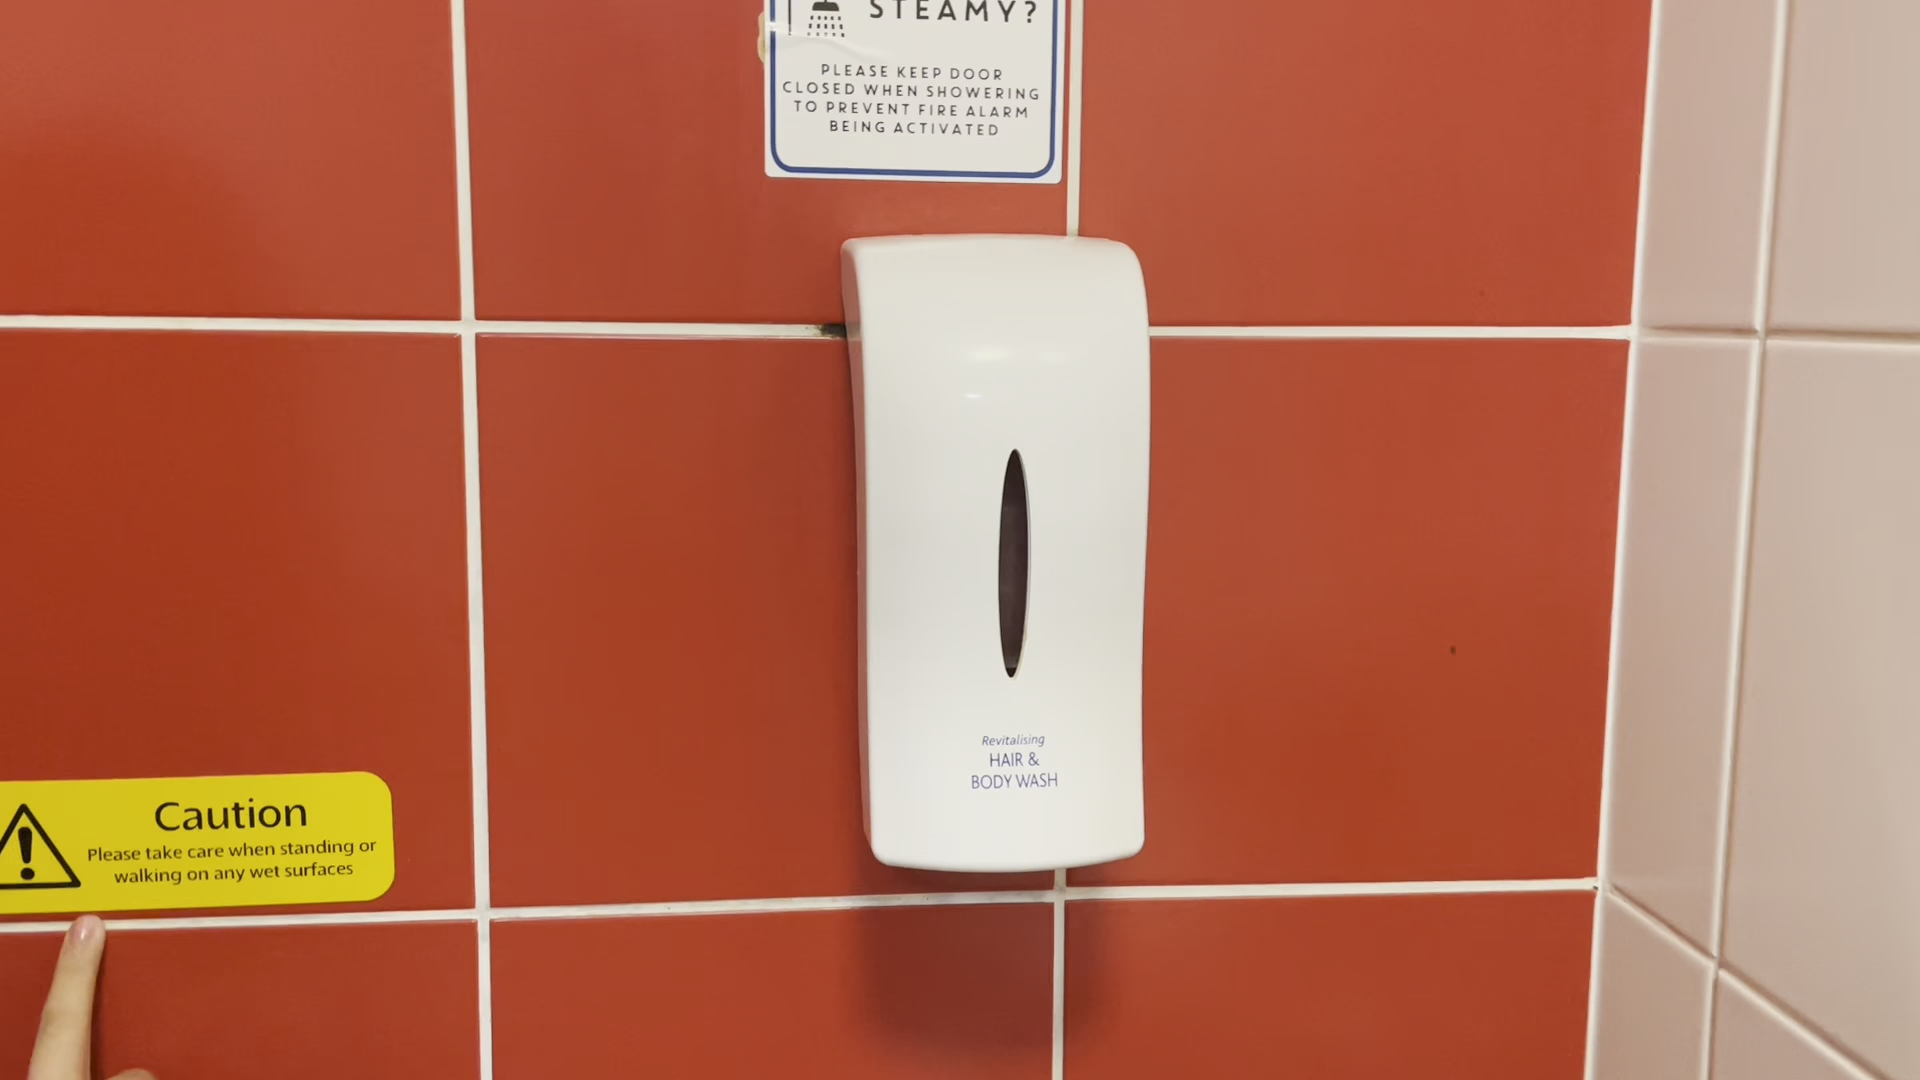 STEAMY?
PLEASE KEEP DOOR
CLOSED WHEN SHOWERING
TO PREVENT FIRE ALARM
BEING ACTIVATED
Revitalising
HAIR &
BODY WASH
Caution
Please take care when standing or
walking on any wet surfaces